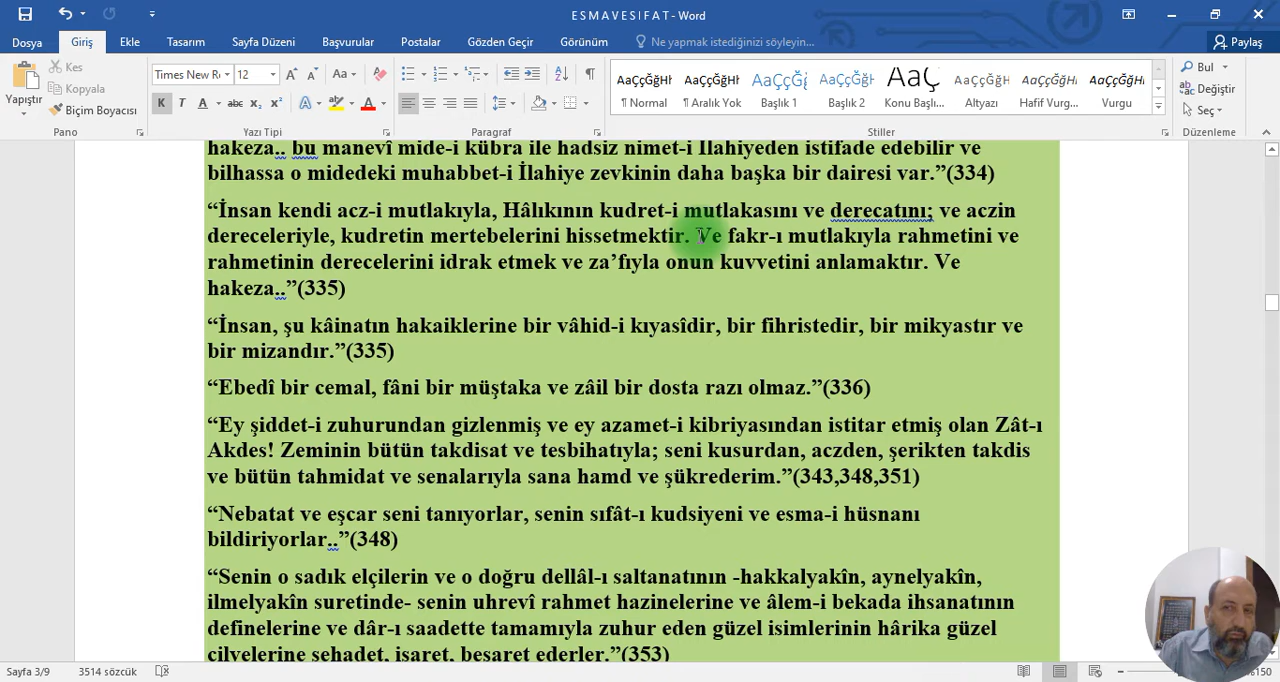 E S M A V E S I F A T - Word
Dosya Giriş Ekle Tasarım Sayfa Düzeni Başvurular Postalar Gözden Geçir Görünüm Ne yapmak istediğinizi söyleyin... Paylaş
Yapıştır
Kes
Kopyala
Biçim Boyacısı
Times New Ro 12
K T A abc x₂ x² A A
Aa
AaBbÇçĞğHł AaÇçĞğHł
¶ Normal ¶ Aralık Yok Başlık 1 Başlık 2 Konu Başlı... Altyazı Hafif Vurg... Vurgu
Bul
Değiştir
Seç
Pano Yazı Tipi Paragraf Stiller Düzenleme
hakeza.. bu manevî mide-i kübra ile hadsiz nimet-i İlahiyeden istifade edebilir ve
bilhassa o midedeki muhabbet-i İlahiye zevkinin daha başka bir dairesi var.”(334)
“İnsan kendi acz-i mutlakıyla, Hâlıkının kudret-i mutlakasını ve derecatını; ve aczin
dereceleriyle, kudretin mertebelerini hissetmektir. Ve fakr-ı mutlakıyla rahmetini ve
rahmetinin derecelerini idrak etmek ve za’fıyla onun kuvvetini anlamaktır. Ve
hakeza..”(335)
“İnsan, şu kâinatın hakaiklerine bir vâhid-i kıyasîdir, bir fihristedir, bir mikyastır ve
bir mizandır.”(335)
“Ebedî bir cemal, fâni bir müştaka ve zâil bir dosta razı olmaz.”(336)
“Ey şiddet-i zuhurundan gizlenmiş ve ey azamet-i kibriyasından istitar etmiş olan Zât-ı
Akdes! Zeminin bütün takdisat ve tesbihatıyla; seni kusurdan, aczden, şerikten takdis
ve bütün tahmidat ve senalarıyla sana hamd ve şükrederim.”(343,348,351)
“Nebatat ve eşcar seni tanıyorlar, senin sıfât-ı kudsiyeni ve esma-i hüsnanı
bildiriyorlar..”(348)
“Senin o sadık elçilerin ve o doğru dellâl-ı saltanatının -hakkalyakîn, aynelyakîn,
ilmelyakîn suretinde- senin uhrevî rahmet hazinelerine ve âlem-i bekada ihsanatının
definelerine ve dâr-ı saadette tamamıyla zuhur eden güzel isimlerinin hârika güzel
cilvelerine şehadet, işaret, beşaret ederler.”(353)
Sayfa 3/9 3514 sözcük %150